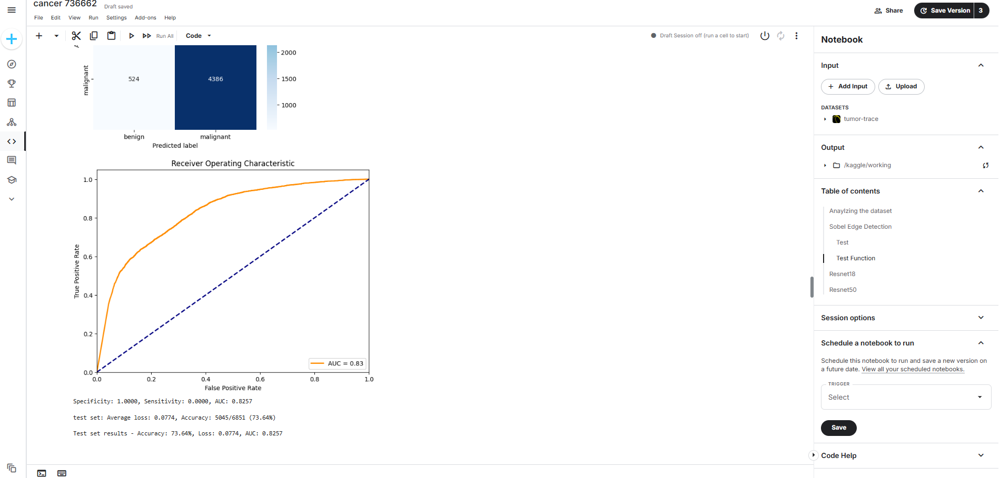 cancer 736662 Draft saved
File Edit View Run Settings Add-ons Help
Share
Save Version 3
Run All Code
Draft Session off (run a cell to start)
malignant
524 4386
2000
1500
1000
benign malignant
Predicted label
Receiver Operating Characteristic
True Positive Rate
1.0
0.8
0.6
0.4
0.2
0.0
AUC = 0.83
0.0 0.2 0.4 0.6 0.8 1.0
False Positive Rate
Specificity: 1.0000, Sensitivity: 0.0000, AUC: 0.8257
test set: Average loss: 0.0774, Accuracy: 5045/6851 (73.64%)
Test set results - Accuracy: 73.64%, Loss: 0.0774, AUC: 0.8257
Notebook
Input
Add Input Upload
DATASETS
tumor-trace
Output
/kaggle/working
Table of contents
Anaylzing the dataset
Sobel Edge Detection
Test
Test Function
Resnet18
Resnet50
Session options
Schedule a notebook to run
Schedule this notebook to run and save a new version on
a future date. View all your scheduled notebooks.
TRIGGER
Select
Save
Code Help